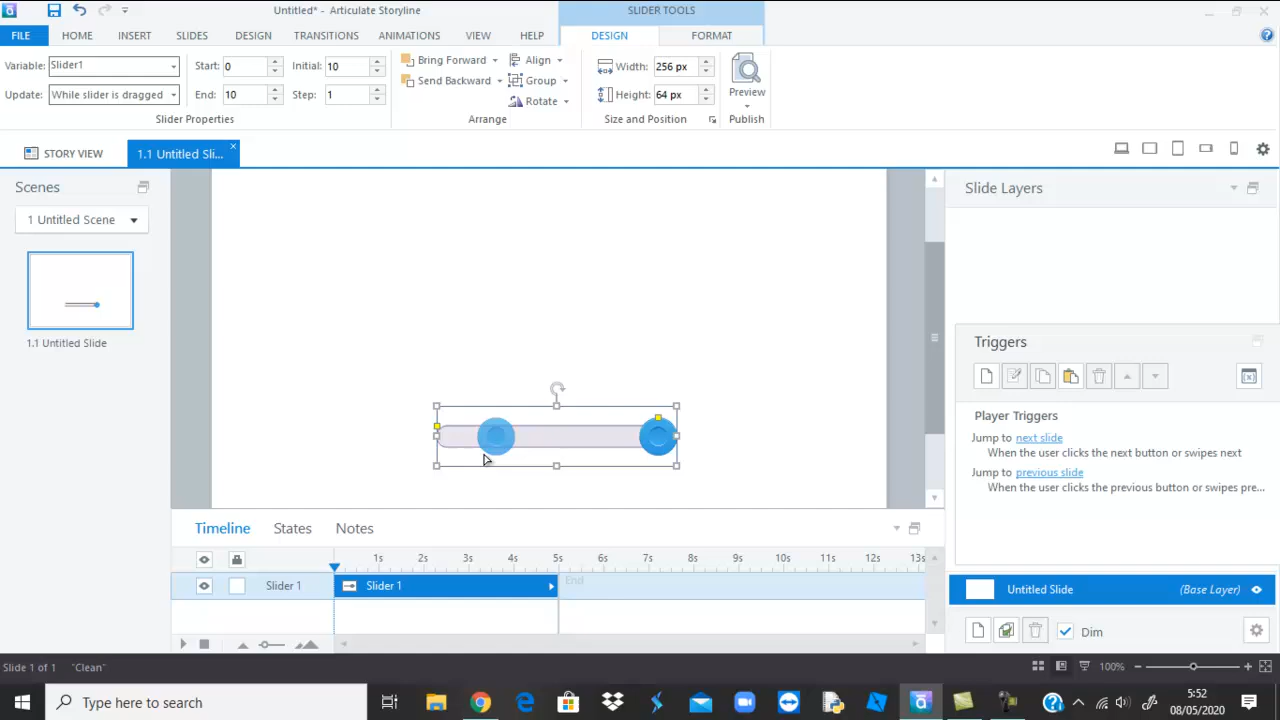 Untitled* - Articulate Storyline
SLIDER TOOLS
FILE HOME INSERT SLIDES DESIGN TRANSITIONS ANIMATIONS VIEW HELP DESIGN FORMAT
Variable: Slider1 Start: 0 Initial: 10 Bring Forward Align Width: 256 px
Update: While slider is dragged End: 10 Step: 1 Send Backward Group Height: 64 px Preview
Rotate
Slider Properties Arrange Size and Position Publish
STORY VIEW 1.1 Untitled Sli...
Scenes Slide Layers
1 Untitled Scene
1.1 Untitled Slide
Triggers
Player Triggers
Jump to next slide
When the user clicks the next button or swipes next
Jump to previous slide
When the user clicks the previous button or swipes pre...
Timeline States Notes
1s 2s 3s 4s 5s 6s 7s 8s 9s 10s 11s 12s 13s
Slider 1 Slider 1 End
Untitled Slide (Base Layer)
Dim
Slide 1 of 1 "Clean" 100%
Type here to search
5:52
08/05/2020